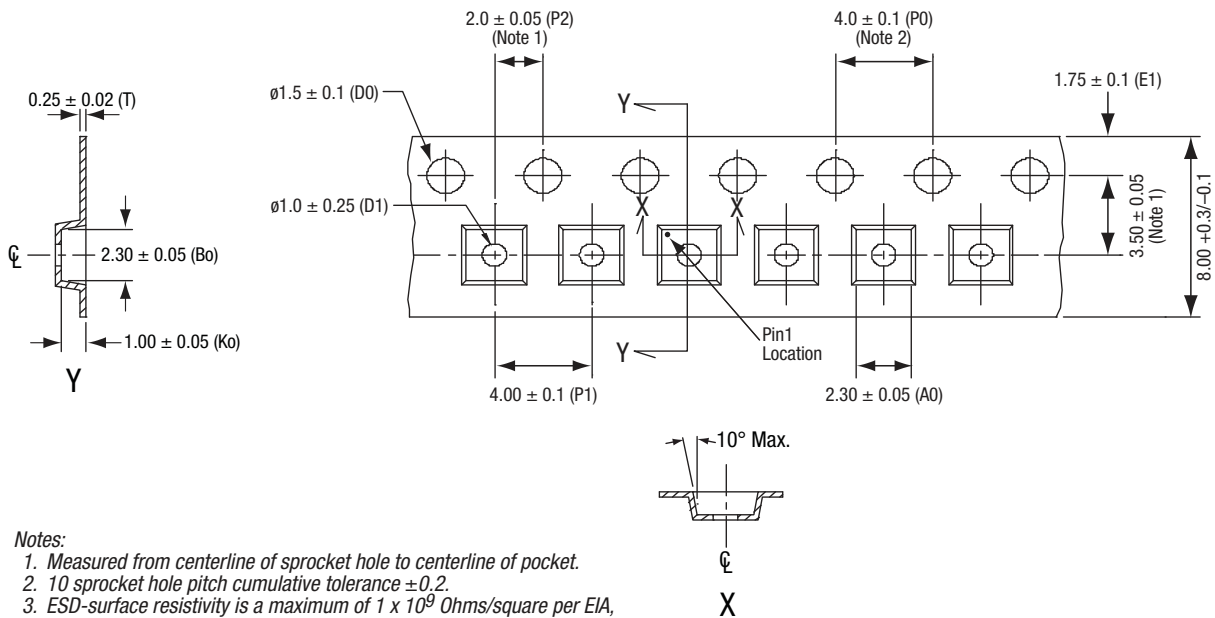 2.0 ± 0.05 (P2)
(Note 1)
4.0 ± 0.1 (P0)
(Note 2)
1.75 ± 0.1 (E1)
0.25 ± 0.02 (T)
ø1.5 ± 0.1 (D0)
Y
ø1.0 ± 0.25 (D1)
X
X
3.50 ± 0.05
(Note 1)
8.00 +0.3/–0.1
℄
2.30 ± 0.05 (Bo)
1.00 ± 0.05 (Ko)
Y
Y
Pin1
Location
4.00 ± 0.1 (P1)
2.30 ± 0.05 (A0)
10° Max.
℄
X
Notes:
1. Measured from centerline of sprocket hole to centerline of pocket.
2. 10 sprocket hole pitch cumulative tolerance ±0.2.
3. ESD-surface resistivity is a maximum of 1 x 10⁹ Ohms/square per EIA,